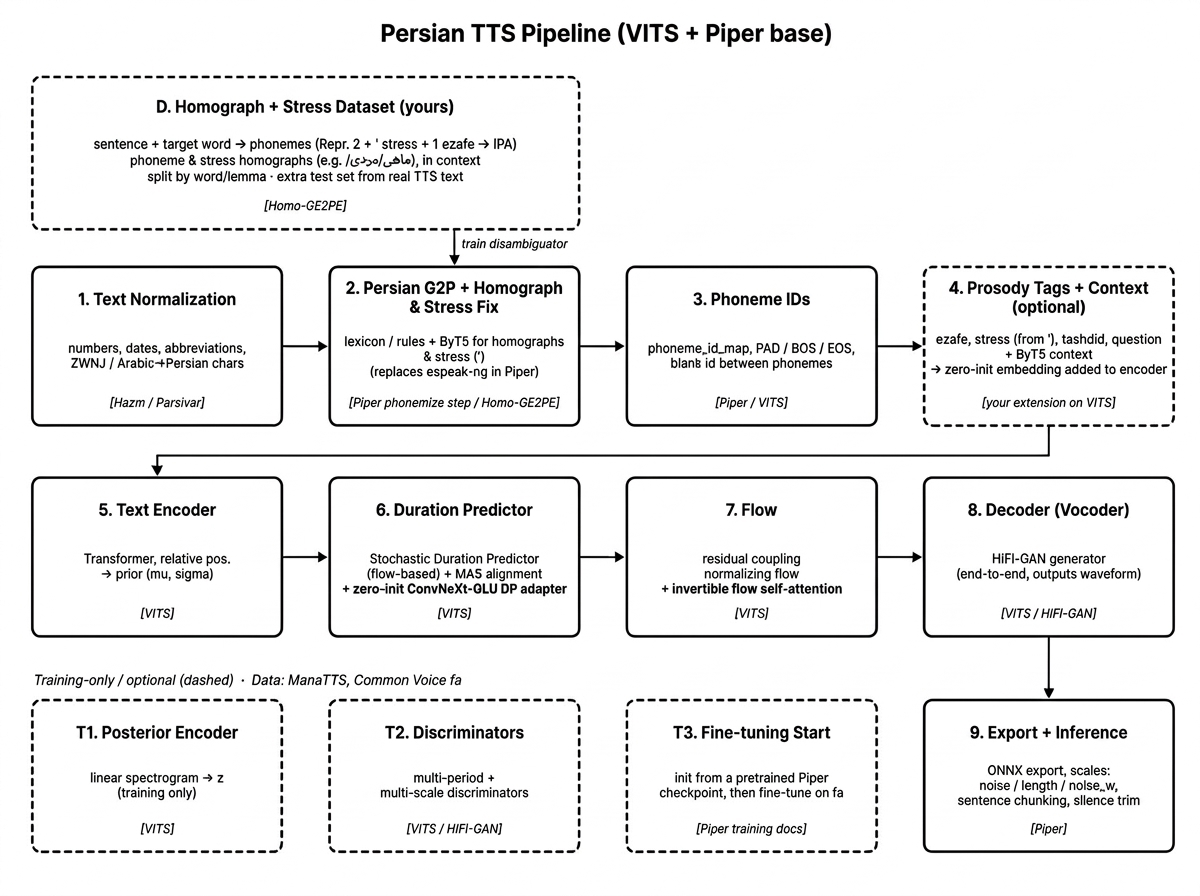 Persian TTS Pipeline (VITS + Piper base)
D. Homograph + Stress Dataset (yours)
sentence + target word → phonemes (Repr. 2 + ' stress + 1 ezafe → IPA)
phoneme & stress homographs (e.g. /ماهی/مردی), in context
split by word/lemma · extra test set from real TTS text
[Homo-GE2PE]
train disambiguator
1. Text Normalization
numbers, dates, abbreviations,
ZWNJ / Arabic→Persian chars
[Hazm / Parsivar]
2. Persian G2P + Homograph
& Stress Fix
lexicon / rules + ByT5 for homographs
& stress (')
(replaces espeak-ng in Piper)
[Piper phonemize step / Homo-GE2PE]
3. Phoneme IDs
phoneme_id_map, PAD / BOS / EOS,
blank id between phonemes
[Piper / VITS]
4. Prosody Tags + Context
(optional)
ezafe, stress (from '), tashdid, question
+ ByT5 context
→ zero-init embedding added to encoder
[your extension on VITS]
5. Text Encoder
Transformer, relative pos.
→ prior (mu, sigma)
[VITS]
6. Duration Predictor
Stochastic Duration Predictor
(flow-based) + MAS alignment
+ zero-init ConvNeXt-GLU DP adapter
[VITS]
7. Flow
residual coupling
normalizing flow
+ invertible flow self-attention
[VITS]
8. Decoder (Vocoder)
HiFI-GAN generator
(end-to-end, outputs waveform)
[VITS / HIFI-GAN]
Training-only / optional (dashed) · Data: ManaTTS, Common Voice fa
T1. Posterior Encoder
linear spectrogram → z
(training only)
[VITS]
T2. Discriminators
multi-period +
multi-scale discriminators
[VITS / HIFI-GAN]
T3. Fine-tuning Start
init from a pretrained Piper
checkpoint, then fine-tune on fa
[Piper training docs]
9. Export + Inference
ONNX export, scales:
noise / length / noise_w,
sentence chunking, sllence trim
[Piper]